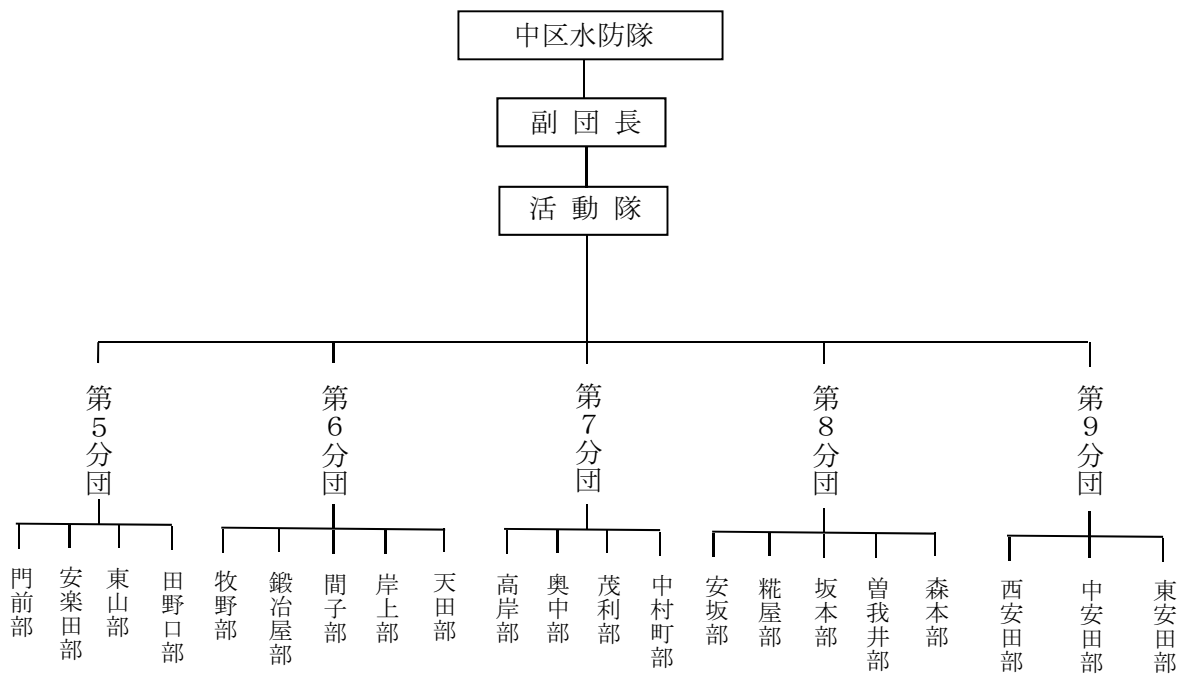 中区水防隊
副団長
活動隊
第5分団
第6分団
第7分団
第8分団
第9分団
門前部
安楽田部
東山部
田野口部
牧野部
鍛冶屋部
間子部
岸上部
天田部
高岸部
奥中部
茂利部
中村町部
安坂部
糀屋部
坂本部
曽我井部
森本部
西安田部
中安田部
東安田部